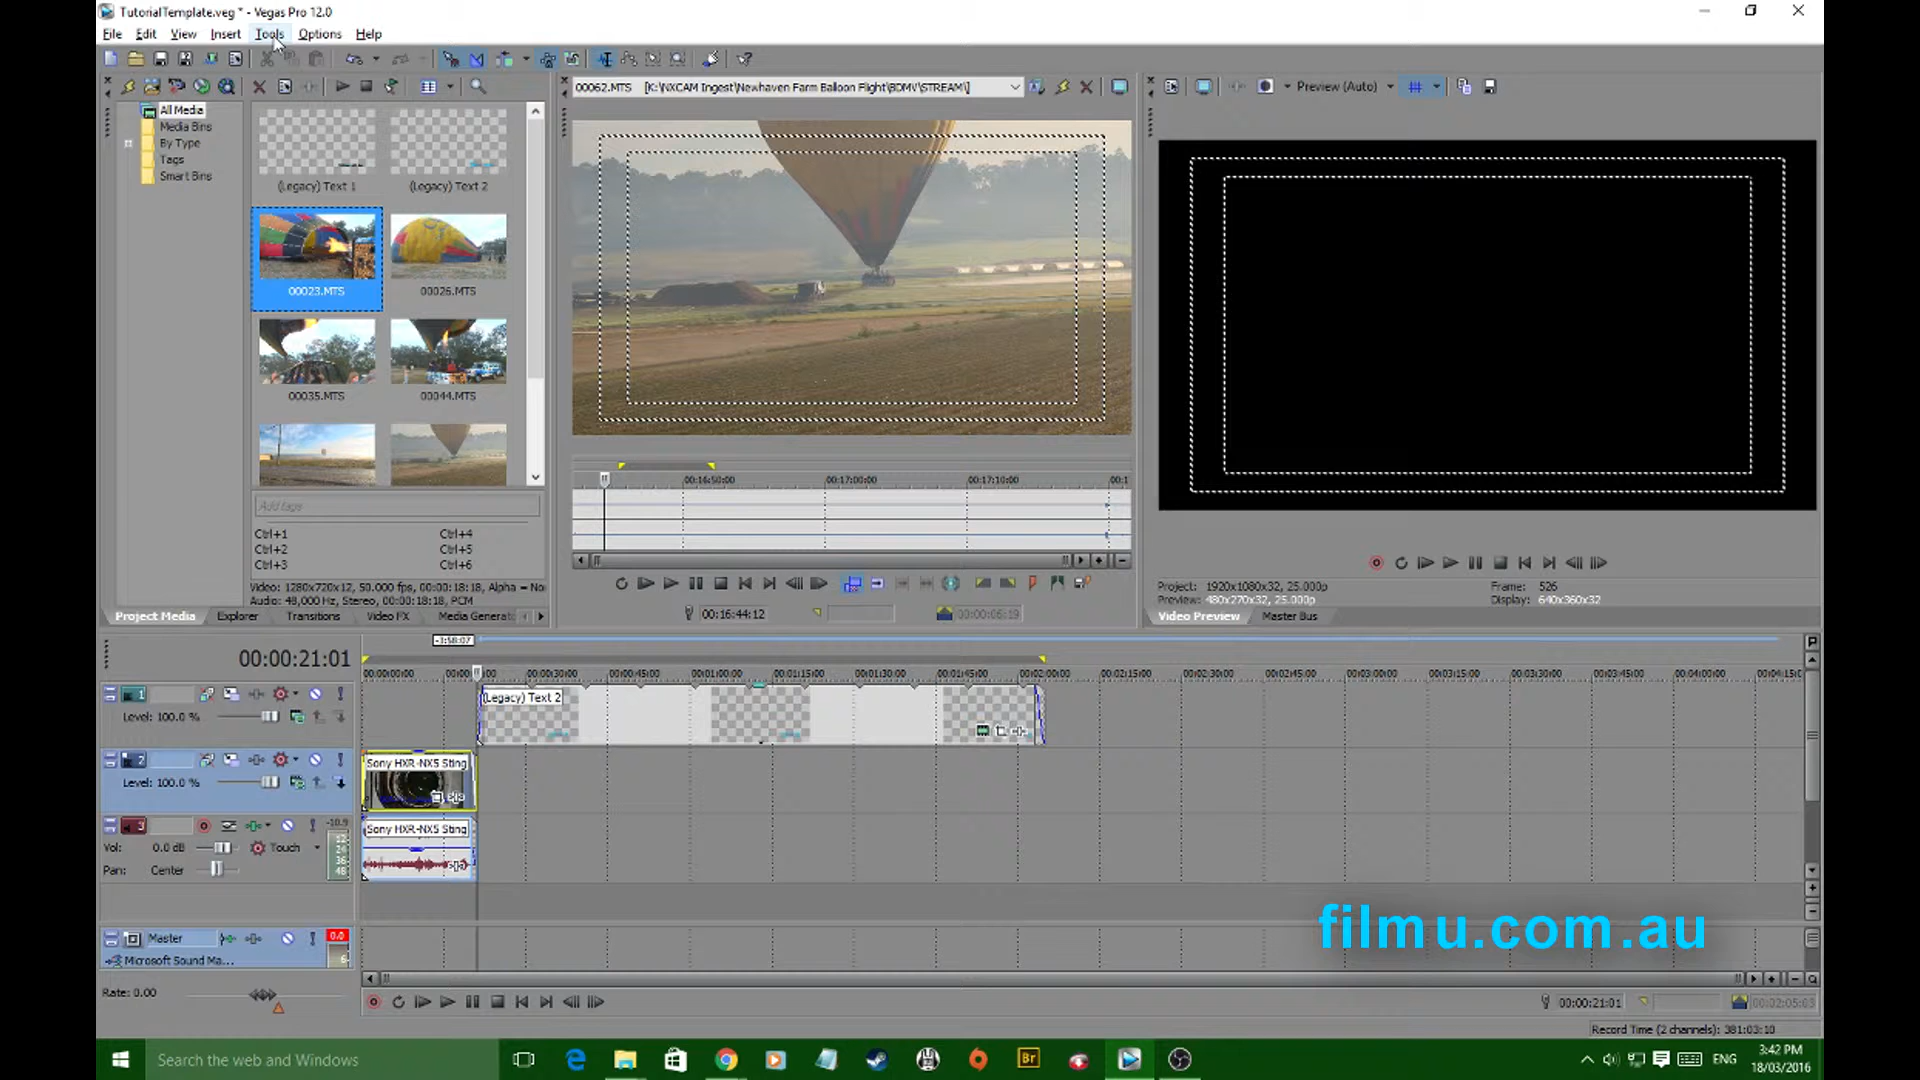 TutorialTemplate.veg * - Vegas Pro 12.0
File Edit View Insert Tools Options Help
00062.MTS [K:\NXCAM Ingest\Newhaven Farm Balloon Flight\BDMV\STREAM\]
Preview (Auto)
All Media
Media Bins
By Type
Tags
Smart Bins
(Legacy) Text 1
(Legacy) Text 2
00023.MTS
00026.MTS
00035.MTS
00044.MTS
Add tags
Ctrl+1 Ctrl+4
Ctrl+2 Ctrl+5
Ctrl+3 Ctrl+6
Video: 1280x720x12, 50.000 fps, 00:00:18:18, Alpha = No
Audio: 48,000 Hz, Stereo, 00:00:18:18, PCM
Project Media Explorer Transitions Video FX Media Generato
00:16:50:00 00:17:00:00 00:17:10:00 00:1
00:16:44:12 00:00:06:19
Project: 1920x1080x32, 25.000p
Preview: 480x270x32, 25.000p
Frame: 526
Display: 640x360x32
Video Preview Master Bus
-1:58:07
00:00:21:01
00:00:00:00 00:00 00:00:30:00 00:00:45:00 00:01:00:00 00:01:15:00 00:01:30:00 00:01:45:00 00:02:00:00 00:02:15:00 00:02:30:00 00:02:45:00 00:03:00:00 00:03:15:00 00:03:30:00 00:03:45:00 00:04:00:00 00:04:15:0
1
Level: 100.0 %
(Legacy) Text 2
2
Level: 100.0 %
Sony HXR-NX5 Sting
3
-10.9
12
24
36
48
Vol: 0.0 dB Touch
Pan: Center
Sony HXR-NX5 Sting
Master 0.0
Microsoft Sound Ma... 6
Rate: 0.00
filmu.com.au
00:00:21:01 00:02:05:03
Record Time (2 channels): 381:03:10
Search the web and Windows
Br
ENG
3:42 PM
18/03/2016